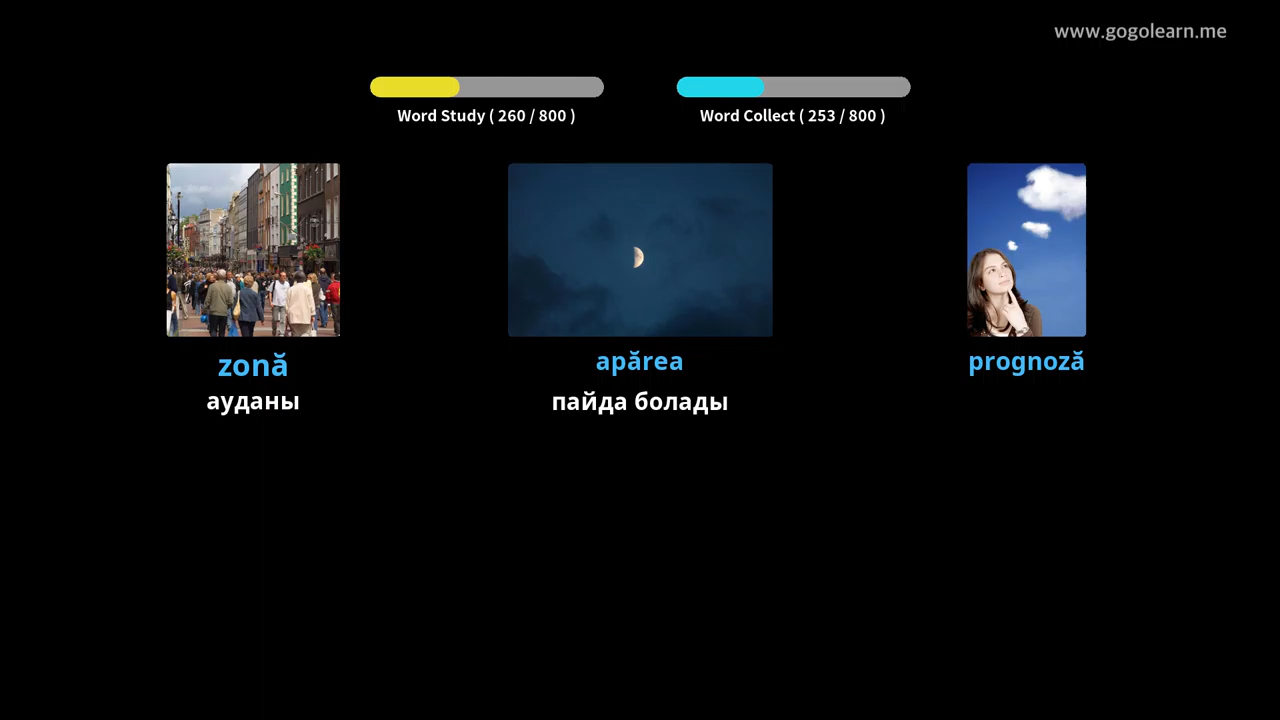 www.gogolearn.me
Word Study ( 260 / 800 )
Word Collect ( 253 / 800 )
zonă
ауданы
apărea
пайда болады
prognoză